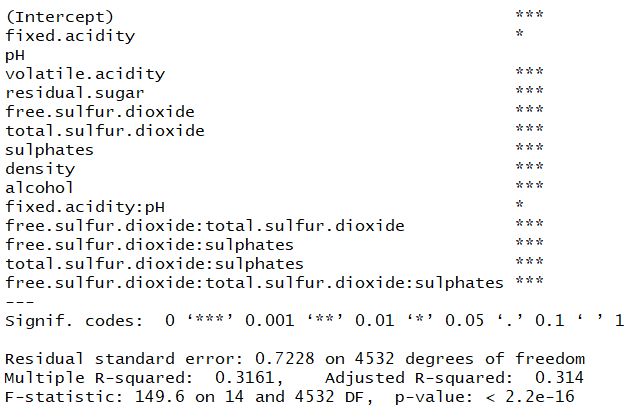 (Intercept) ***
fixed.acidity *
pH
volatile.acidity ***
residual.sugar ***
free.sulfur.dioxide ***
total.sulfur.dioxide ***
sulphates ***
density ***
alcohol ***
fixed.acidity:pH *
free.sulfur.dioxide:total.sulfur.dioxide ***
free.sulfur.dioxide:sulphates ***
total.sulfur.dioxide:sulphates ***
free.sulfur.dioxide:total.sulfur.dioxide:sulphates ***
---
Signif. codes:  0 ‘***’ 0.001 ‘**’ 0.01 ‘*’ 0.05 ‘.’ 0.1 ‘ ’ 1
Residual standard error: 0.7228 on 4532 degrees of freedom
Multiple R-squared:  0.3161,    Adjusted R-squared:  0.314
F-statistic: 149.6 on 14 and 4532 DF,  p-value: < 2.2e-16